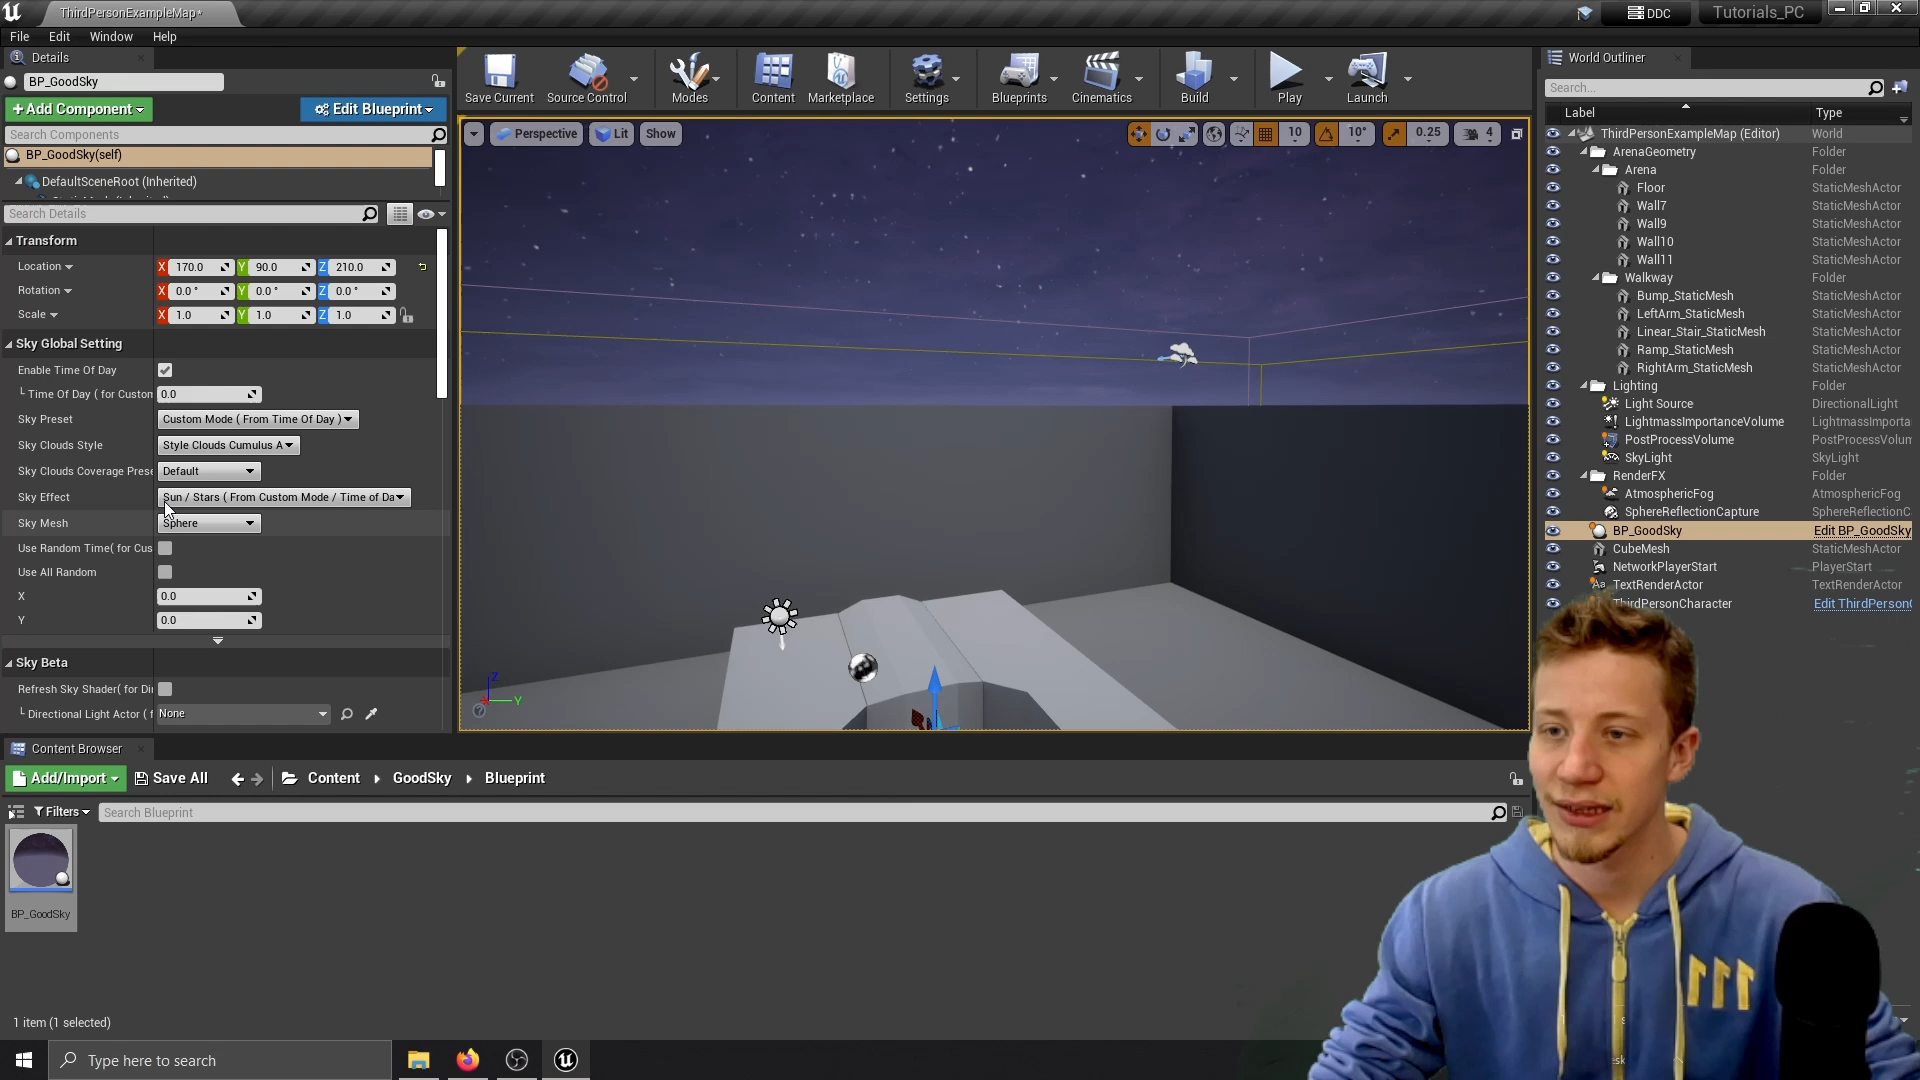 ThirdPersonExampleMap*
DDC
Tutorials_PC
File Edit Window Help
Details
BP_GoodSky
+Add Component
Edit Blueprint
Search Components
BP_GoodSky(self)
DefaultSceneRoot (Inherited)
Search Details
Transform
Location X 170.0 Y 90.0 Z 210.0
Rotation X 0.0 ° Y 0.0 ° Z 0.0 °
Scale X 1.0 Y 1.0 Z 1.0
Sky Global Setting
Enable Time Of Day
Time Of Day ( for Custon 0.0
Sky Preset Custom Mode ( From Time Of Day )
Sky Clouds Style Style Clouds Cumulus A
Sky Clouds Coverage Prese Default
Sky Effect Sun / Stars ( From Custom Mode / Time of Da
Sky Mesh Sphere
Use Random Time( for Cus
Use All Random
X 0.0
Y 0.0
Sky Beta
Refresh Sky Shader( for Di
Directional Light Actor ( f None
Save Current Source Control Modes Content Marketplace Settings Blueprints Cinematics Build Play Launch
Perspective Lit Show
10 10° 0.25 4
Z
Y
World Outliner
Search...
Label Type
ThirdPersonExampleMap (Editor) World
ArenaGeometry Folder
Arena Folder
Floor StaticMeshActor
Wall7 StaticMeshActor
Wall9 StaticMeshActor
Wall10 StaticMeshActor
Wall11 StaticMeshActor
Walkway Folder
Bump_StaticMesh StaticMeshActor
LeftArm_StaticMesh StaticMeshActor
Linear_Stair_StaticMesh StaticMeshActor
Ramp_StaticMesh StaticMeshActor
RightArm_StaticMesh StaticMeshActor
Lighting Folder
Light Source DirectionalLight
LightmassImportanceVolume LightmassImporta
PostProcessVolume PostProcessVolum
SkyLight SkyLight
RenderFX Folder
AtmosphericFog AtmosphericFog
SphereReflectionCapture SphereReflectionC
BP_GoodSky Edit BP_GoodSky
CubeMesh StaticMeshActor
NetworkPlayerStart PlayerStart
TextRenderActor TextRenderActor
ThirdPersonCharacter Edit ThirdPerson
Content Browser
Add/Import Save All Content GoodSky Blueprint
Filters Search Blueprint
BP_GoodSky
1 item (1 selected)
Type here to search